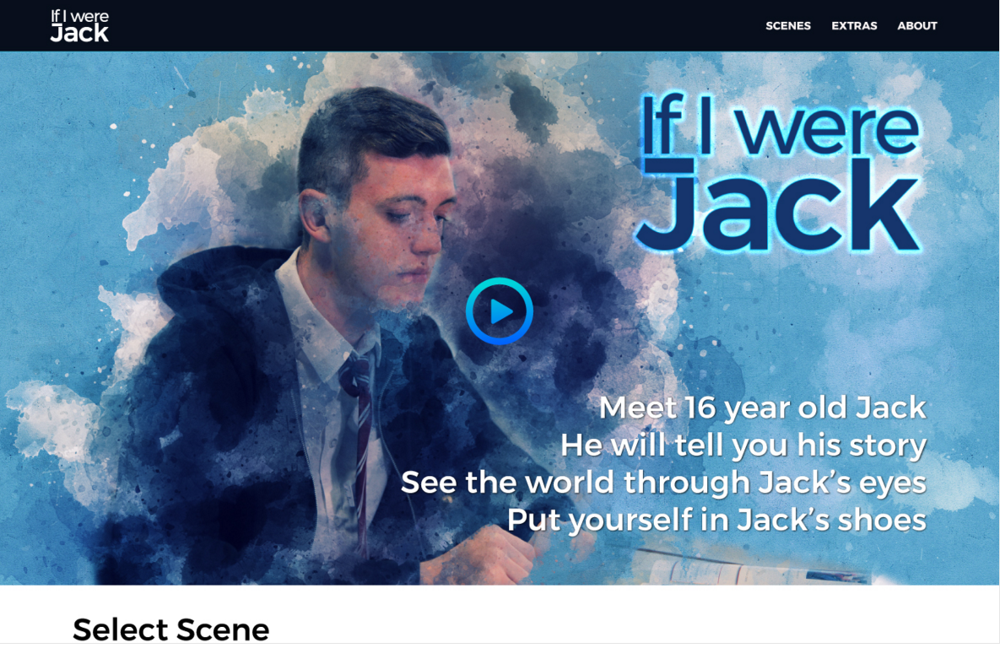 If I were
Jack
SCENES EXTRAS ABOUT
If I were
Jack
Meet 16 year old Jack
He will tell you his story
See the world through Jack's eyes
Put yourself in Jack's shoes
Select Scene